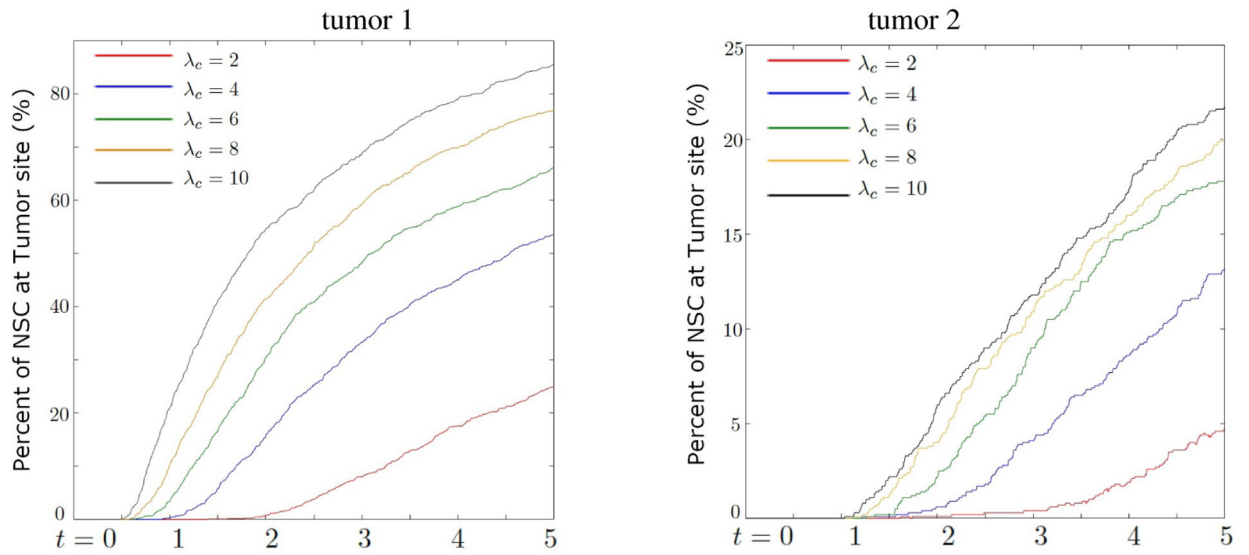 tumor 1
Percent of NSC at Tumor site (%)
80
60
40
20
0
λc = 2
λc = 4
λc = 6
λc = 8
λc = 10
t = 0 1 2 3 4 5
tumor 2
Percent of NSC at Tumor site (%)
25
20
15
10
5
0
λc = 2
λc = 4
λc = 6
λc = 8
λc = 10
t = 0 1 2 3 4 5